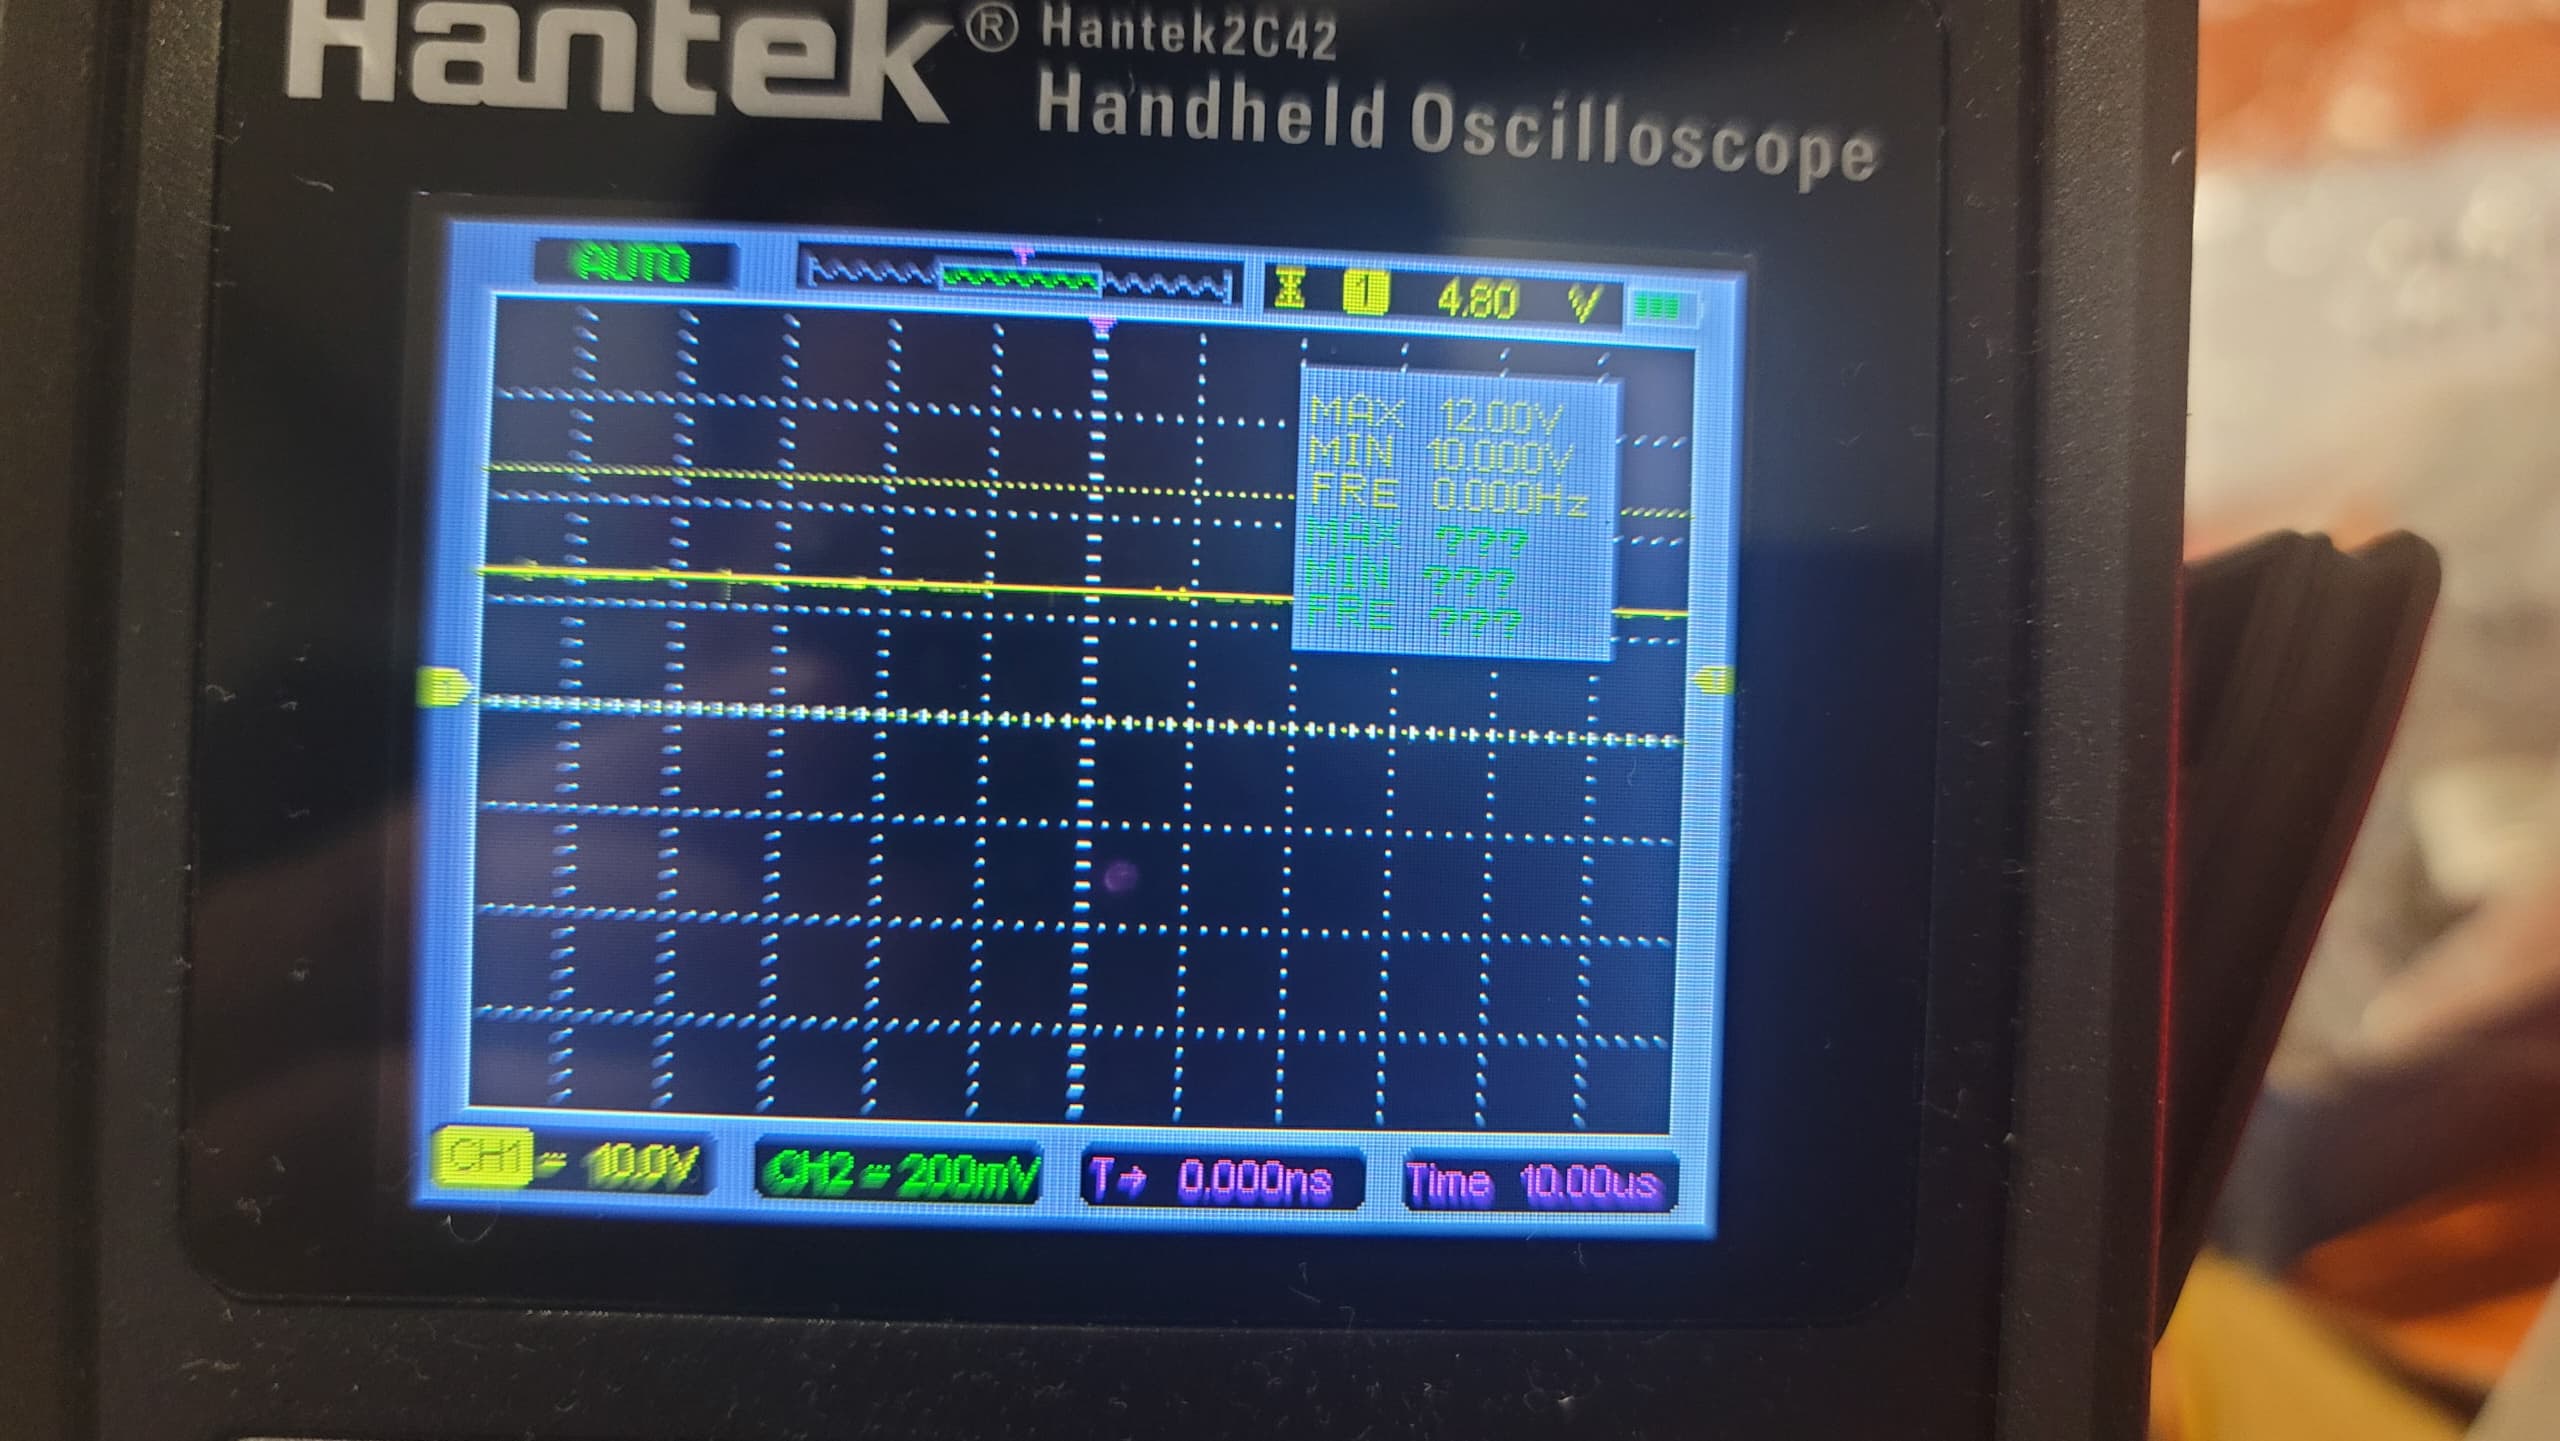 Hantek® Hantek2C42
Handheld Oscilloscope
AUTO
T
1 4.80 V
MAX 12.00V
MIN 10.000V
FRE 0.000Hz
MAX ???
MIN ???
FRE ???
CH1 = 10.0V
CH2 = 200mV
T→ 0.000ns
Time 10.00us